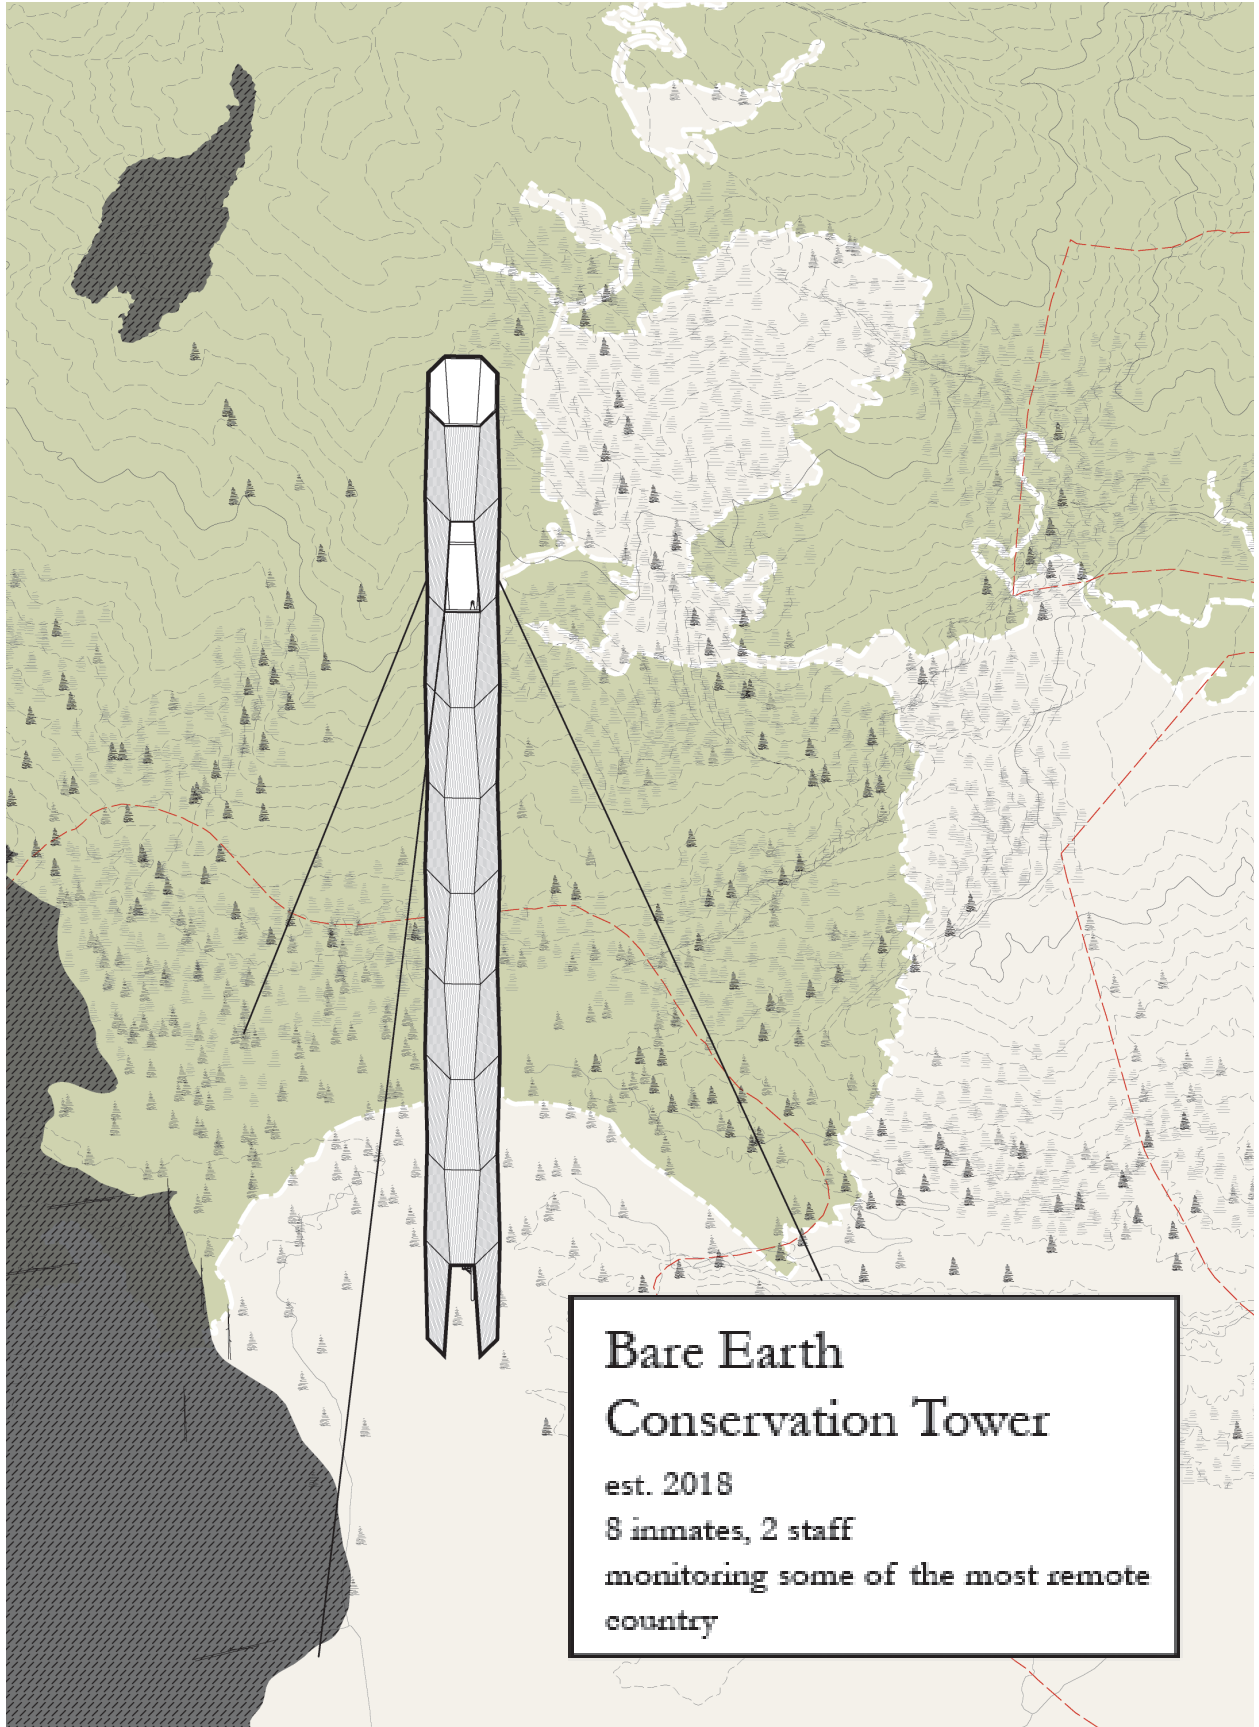 Bare Earth
Conservation Tower
est. 2018
8 inmates, 2 staff
monitoring some of the most remote
country